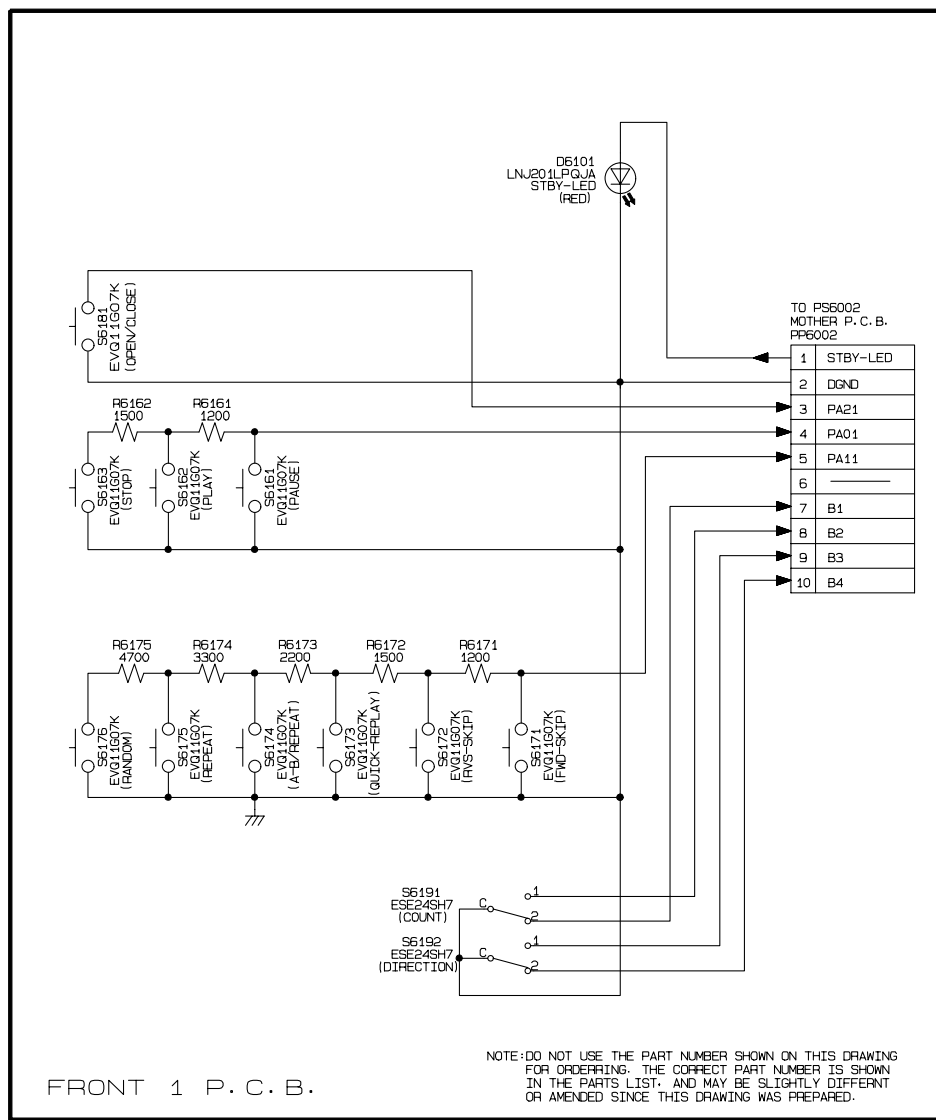 D6101
LNJ201LPQJA
STBY-LED
(RED)
S6181
EVQ11G07K
(OPEN/CLOSE)
TO PS6002
MOTHER P.C.B.
PP6002
1 STBY-LED
2 DGND
3 PA21
4 PA01
5 PA11
6
7 B1
8 B2
9 B3
10 B4
R6162
1500
R6161
1200
S6163
EVQ11G07K
(STOP)
S6162
EVQ11G07K
(PLAY)
S6161
EVQ11G07K
(PAUSE)
R6175
4700
R6174
3300
R6173
2200
R6172
1500
R6171
1200
S6176
EVQ11G07K
(RANDOM)
S6175
EVQ11G07K
(REPEAT)
S6174
EVQ11G07K
(A-B/REPEAT)
S6173
EVQ11G07K
(QUICK-REPLAY)
S6172
EVQ11G07K
(RVS-SKIP)
S6171
EVQ11G07K
(FWD-SKIP)
S6191
ESE24SH7
(COUNT)
C
1
2
S6192
ESE24SH7
(DIRECTION)
C
1
2
NOTE:DO NOT USE THE PART NUMBER SHOWN ON THIS DRAWING
FOR ORDERRING. THE CORRECT PART NUMBER IS SHOWN
IN THE PARTS LIST. AND MAY BE SLIGHTLY DIFFERNT
OR AMENDED SINCE THIS DRAWING WAS PREPARED.
FRONT 1 P.C.B.